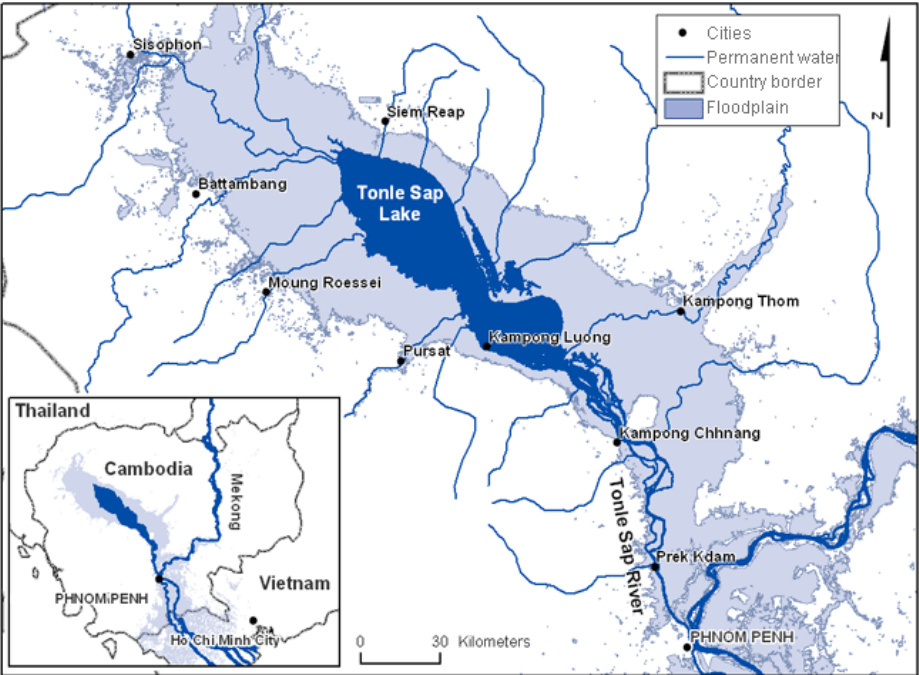 Sisophon
Cities
Permanent water
Country border
Floodplain
N
Siem Reap
Battambang
Tonle Sap
Lake
Moung Roessei
Kampong Thom
Kampong Luong
Pursat
Kampong Chhnang
Tonle Sap River
Prek Kdam
PHNOM PENH
0 30 Kilometers
Thailand
Cambodia
Mekong
Vietnam
PHNOM PENH
Ho Chi Minh City